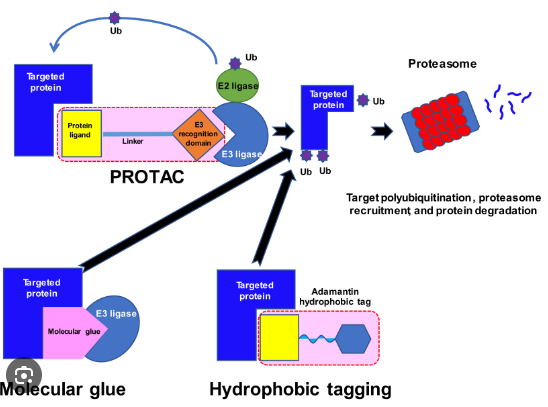 Ub
Ub
Targeted
protein
E2 ligase
Protein
ligand
Linker
E3
recognition
domain
E3 ligase
PROTAC
Targeted
protein
Ub
Ub Ub
Proteasome
Target polyubiquitination, proteasome
recruitment, and protein degradation
Targeted
protein
E3 ligase
Molecular glue
Molecular glue
Targeted
protein
Adamantin
hydrophobic tag
Hydrophobic tagging